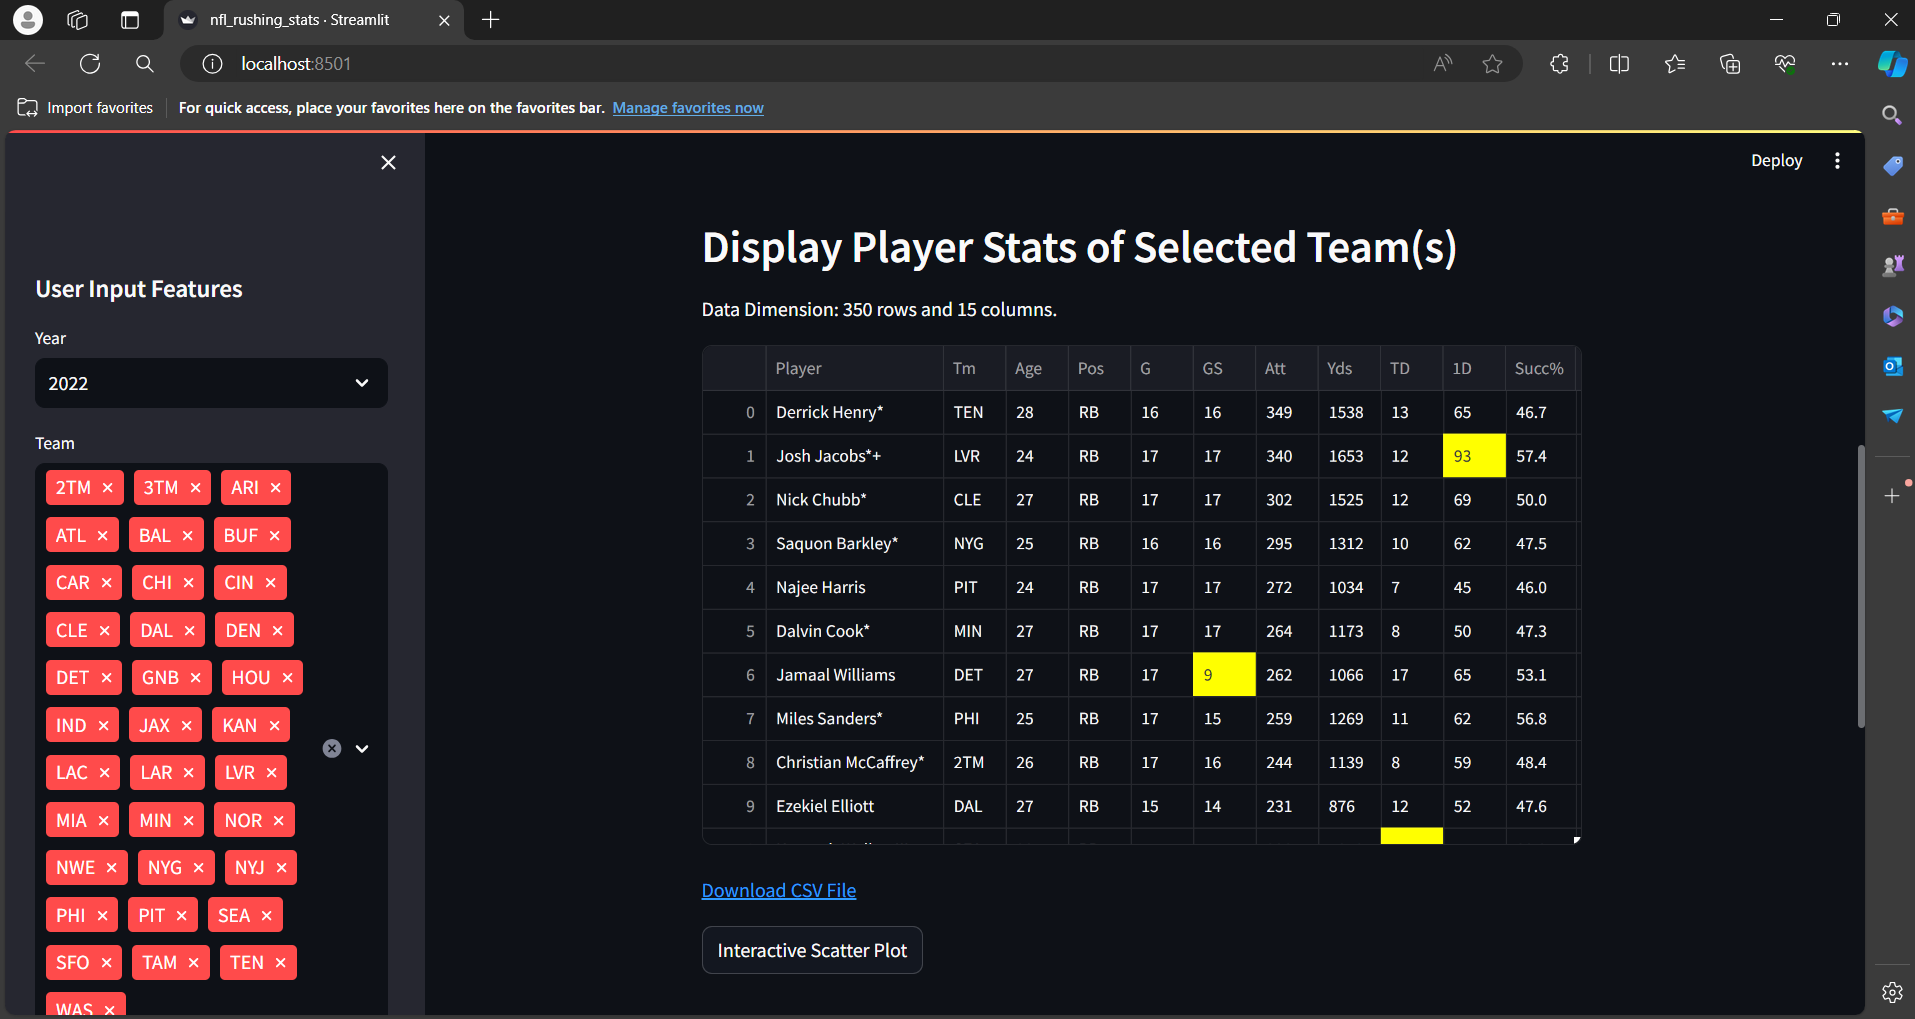 nfl_rushing_stats · Streamlit
localhost:8501
Import favorites
For quick access, place your favorites here on the favorites bar. Manage favorites now
Deploy
User Input Features
Year
2022
Team
2TM × 3TM × ARI ×
ATL × BAL × BUF ×
CAR × CHI × CIN ×
CLE × DAL × DEN ×
DET × GNB × HOU ×
IND × JAX × KAN ×
LAC × LAR × LVR ×
MIA × MIN × NOR ×
NWE × NYG × NYJ ×
PHI × PIT × SEA ×
SFO × TAM × TEN ×
WAS ×
Display Player Stats of Selected Team(s)
Data Dimension: 350 rows and 15 columns.
Player Tm Age Pos G GS Att Yds TD 1D Succ%
0 Derrick Henry* TEN 28 RB 16 16 349 1538 13 65 46.7
1 Josh Jacobs*+ LVR 24 RB 17 17 340 1653 12 93 57.4
2 Nick Chubb* CLE 27 RB 17 17 302 1525 12 69 50.0
3 Saquon Barkley* NYG 25 RB 16 16 295 1312 10 62 47.5
4 Najee Harris PIT 24 RB 17 17 272 1034 7 45 46.0
5 Dalvin Cook* MIN 27 RB 17 17 264 1173 8 50 47.3
6 Jamaal Williams DET 27 RB 17 9 262 1066 17 65 53.1
7 Miles Sanders* PHI 25 RB 17 15 259 1269 11 62 56.8
8 Christian McCaffrey* 2TM 26 RB 17 16 244 1139 8 59 48.4
9 Ezekiel Elliott DAL 27 RB 15 14 231 876 12 52 47.6
Download CSV File
Interactive Scatter Plot